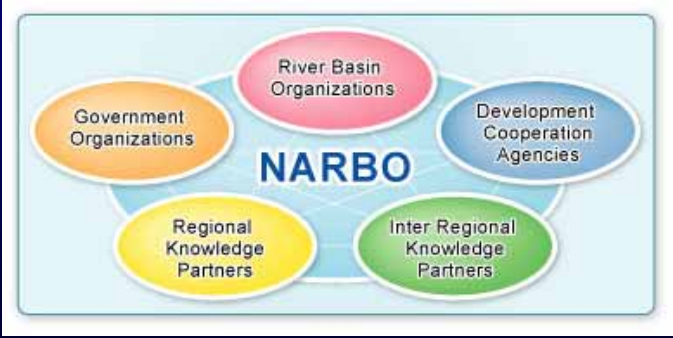 River Basin
Organizations
Government
Organizations
Development
Cooperation
Agencies
NARBO
Regional
Knowledge
Partners
Inter Regional
Knowledge
Partners